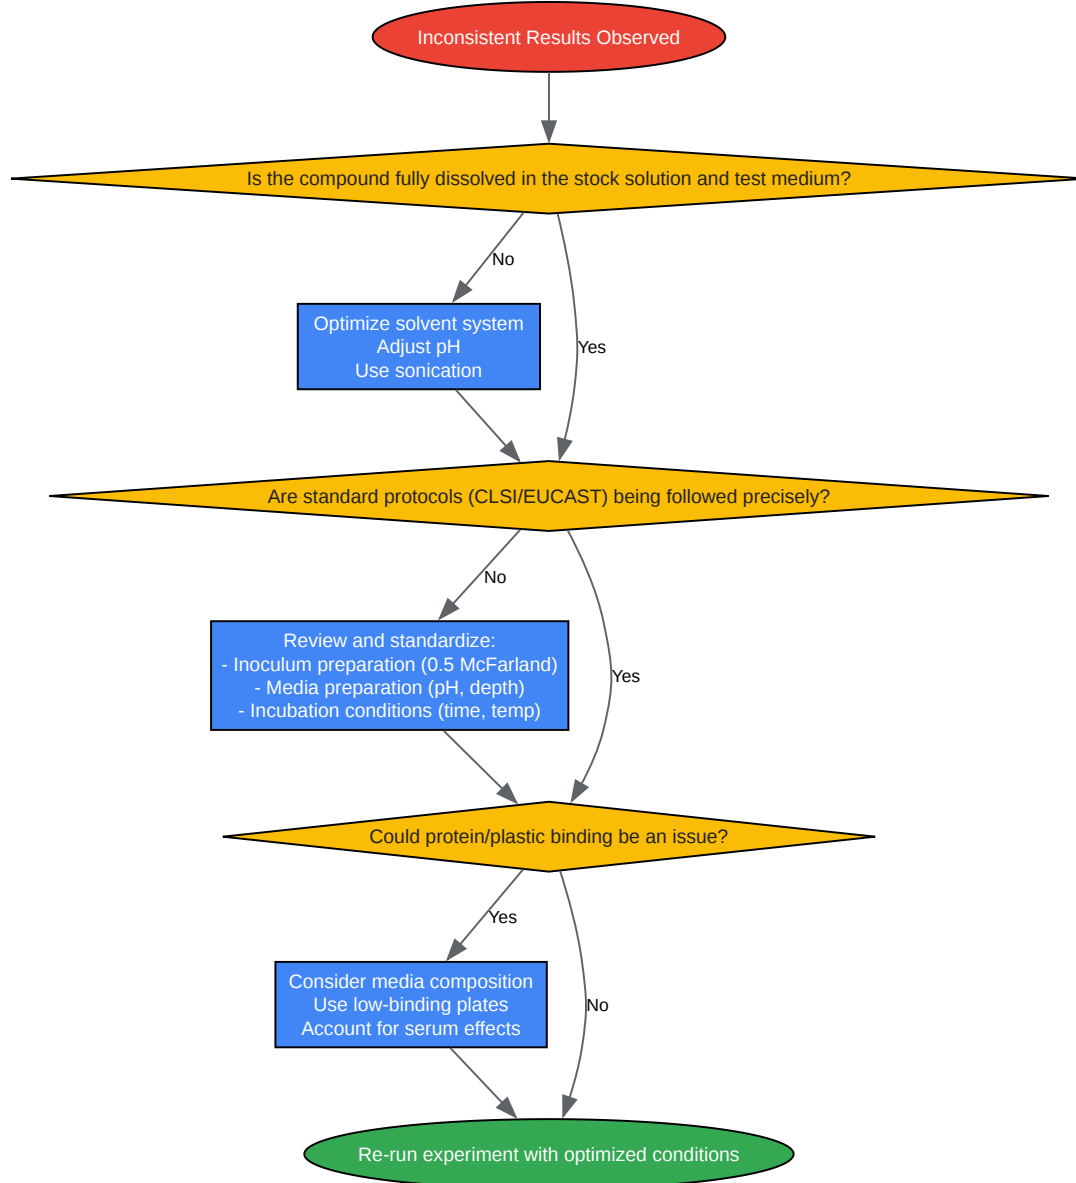 Inconsistent Results Observed
Is the compound fully dissolved in the stock solution and test medium?
No
Optimize solvent system
Adjust pH
Use sonication
Yes
Are standard protocols (CLSI/EUCAST) being followed precisely?
No
Review and standardize:
- Inoculum preparation (0.5 McFarland)
- Media preparation (pH, depth)
- Incubation conditions (time, temp)
Yes
Could protein/plastic binding be an issue?
Yes
Consider media composition
Use low-binding plates
Account for serum effects
No
Re-run experiment with optimized conditions